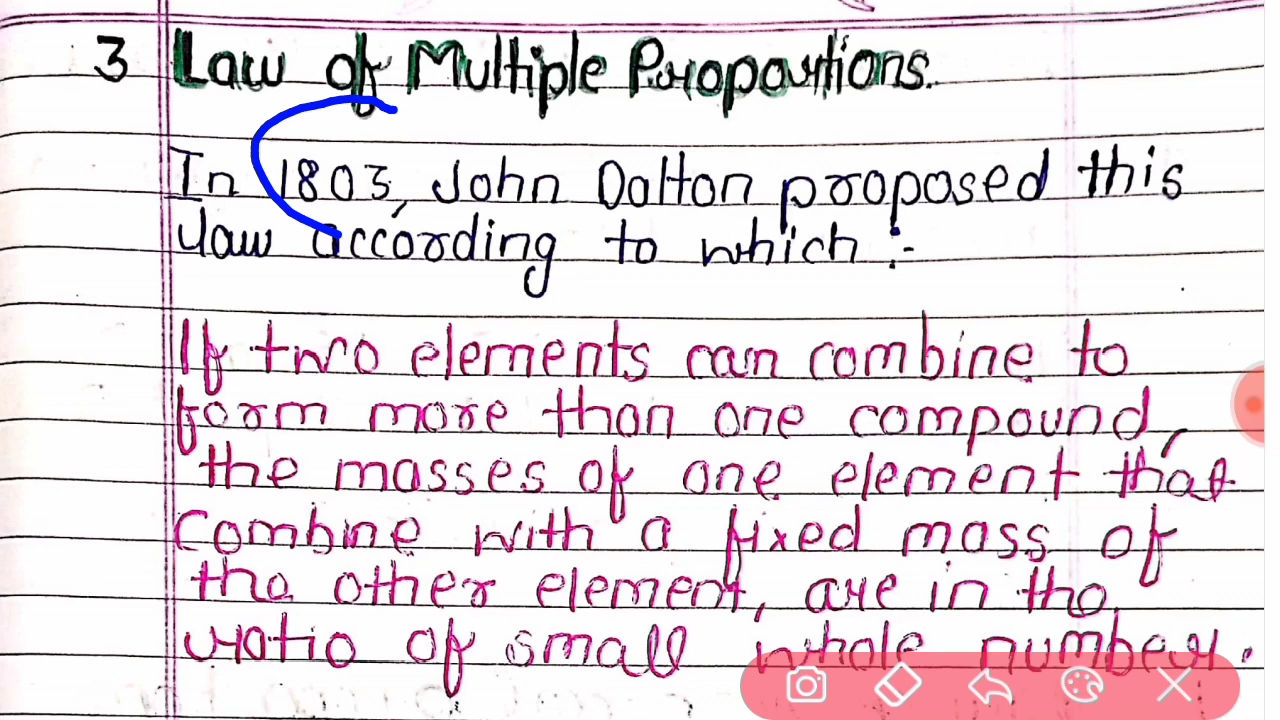 3 Law of Multiple Proportions.
In 1803, John Dalton proposed this
law according to which :-
If two elements can combine to
form more than one compound,
the masses of one element that
combine with a fixed mass of
the other element, are in the
ratio of small whole number.